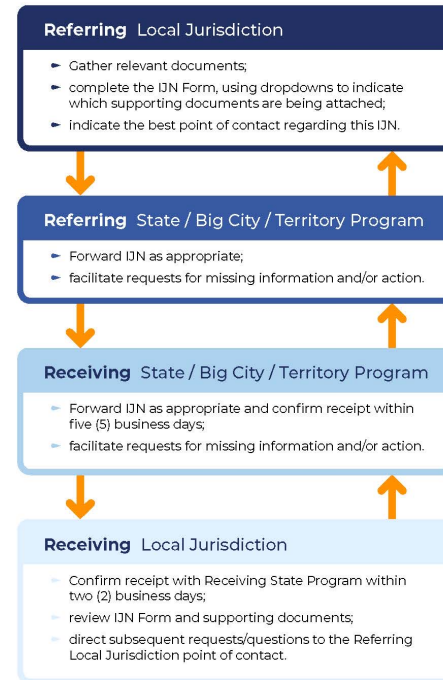 Referring Local Jurisdiction
► Gather relevant documents;
► complete the IJN Form, using dropdowns to indicate
which supporting documents are being attached;
► indicate the best point of contact regarding this IJN.
Referring State / Big City / Territory Program
► Forward IJN as appropriate;
► facilitate requests for missing information and/or action.
Receiving State / Big City / Territory Program
► Forward IJN as appropriate and confirm receipt within
five (5) business days;
► facilitate requests for missing information and/or action.
Receiving Local Jurisdiction
► Confirm receipt with Receiving State Program within
two (2) business days;
► review IJN Form and supporting documents;
► direct subsequent requests/questions to the Referring
Local Jurisdiction point of contact.